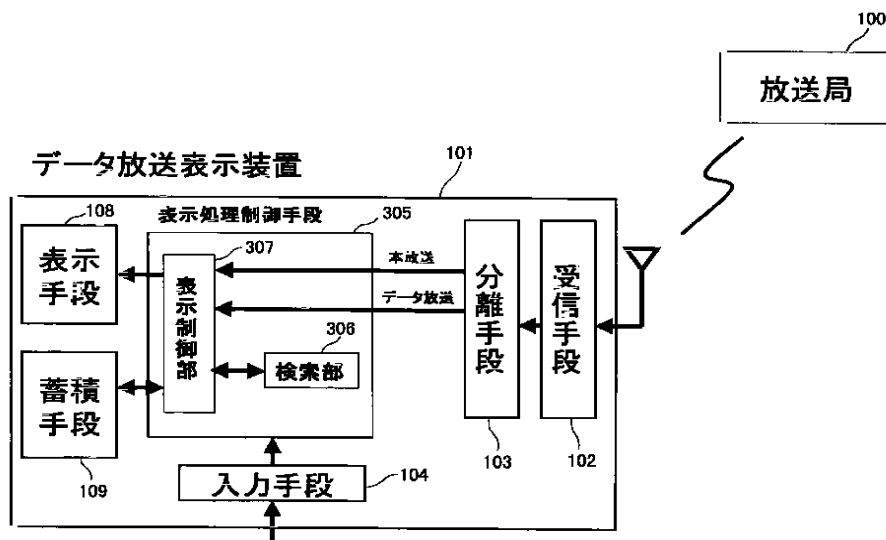 100
放送局
データ放送表示装置
101
108
表示処理制御手段
305
307
表示
手段
表示制御部
本放送
データ放送
306
検索部
分離手段
受信手段
蓄積
手段
109
103
102
104
入力手段